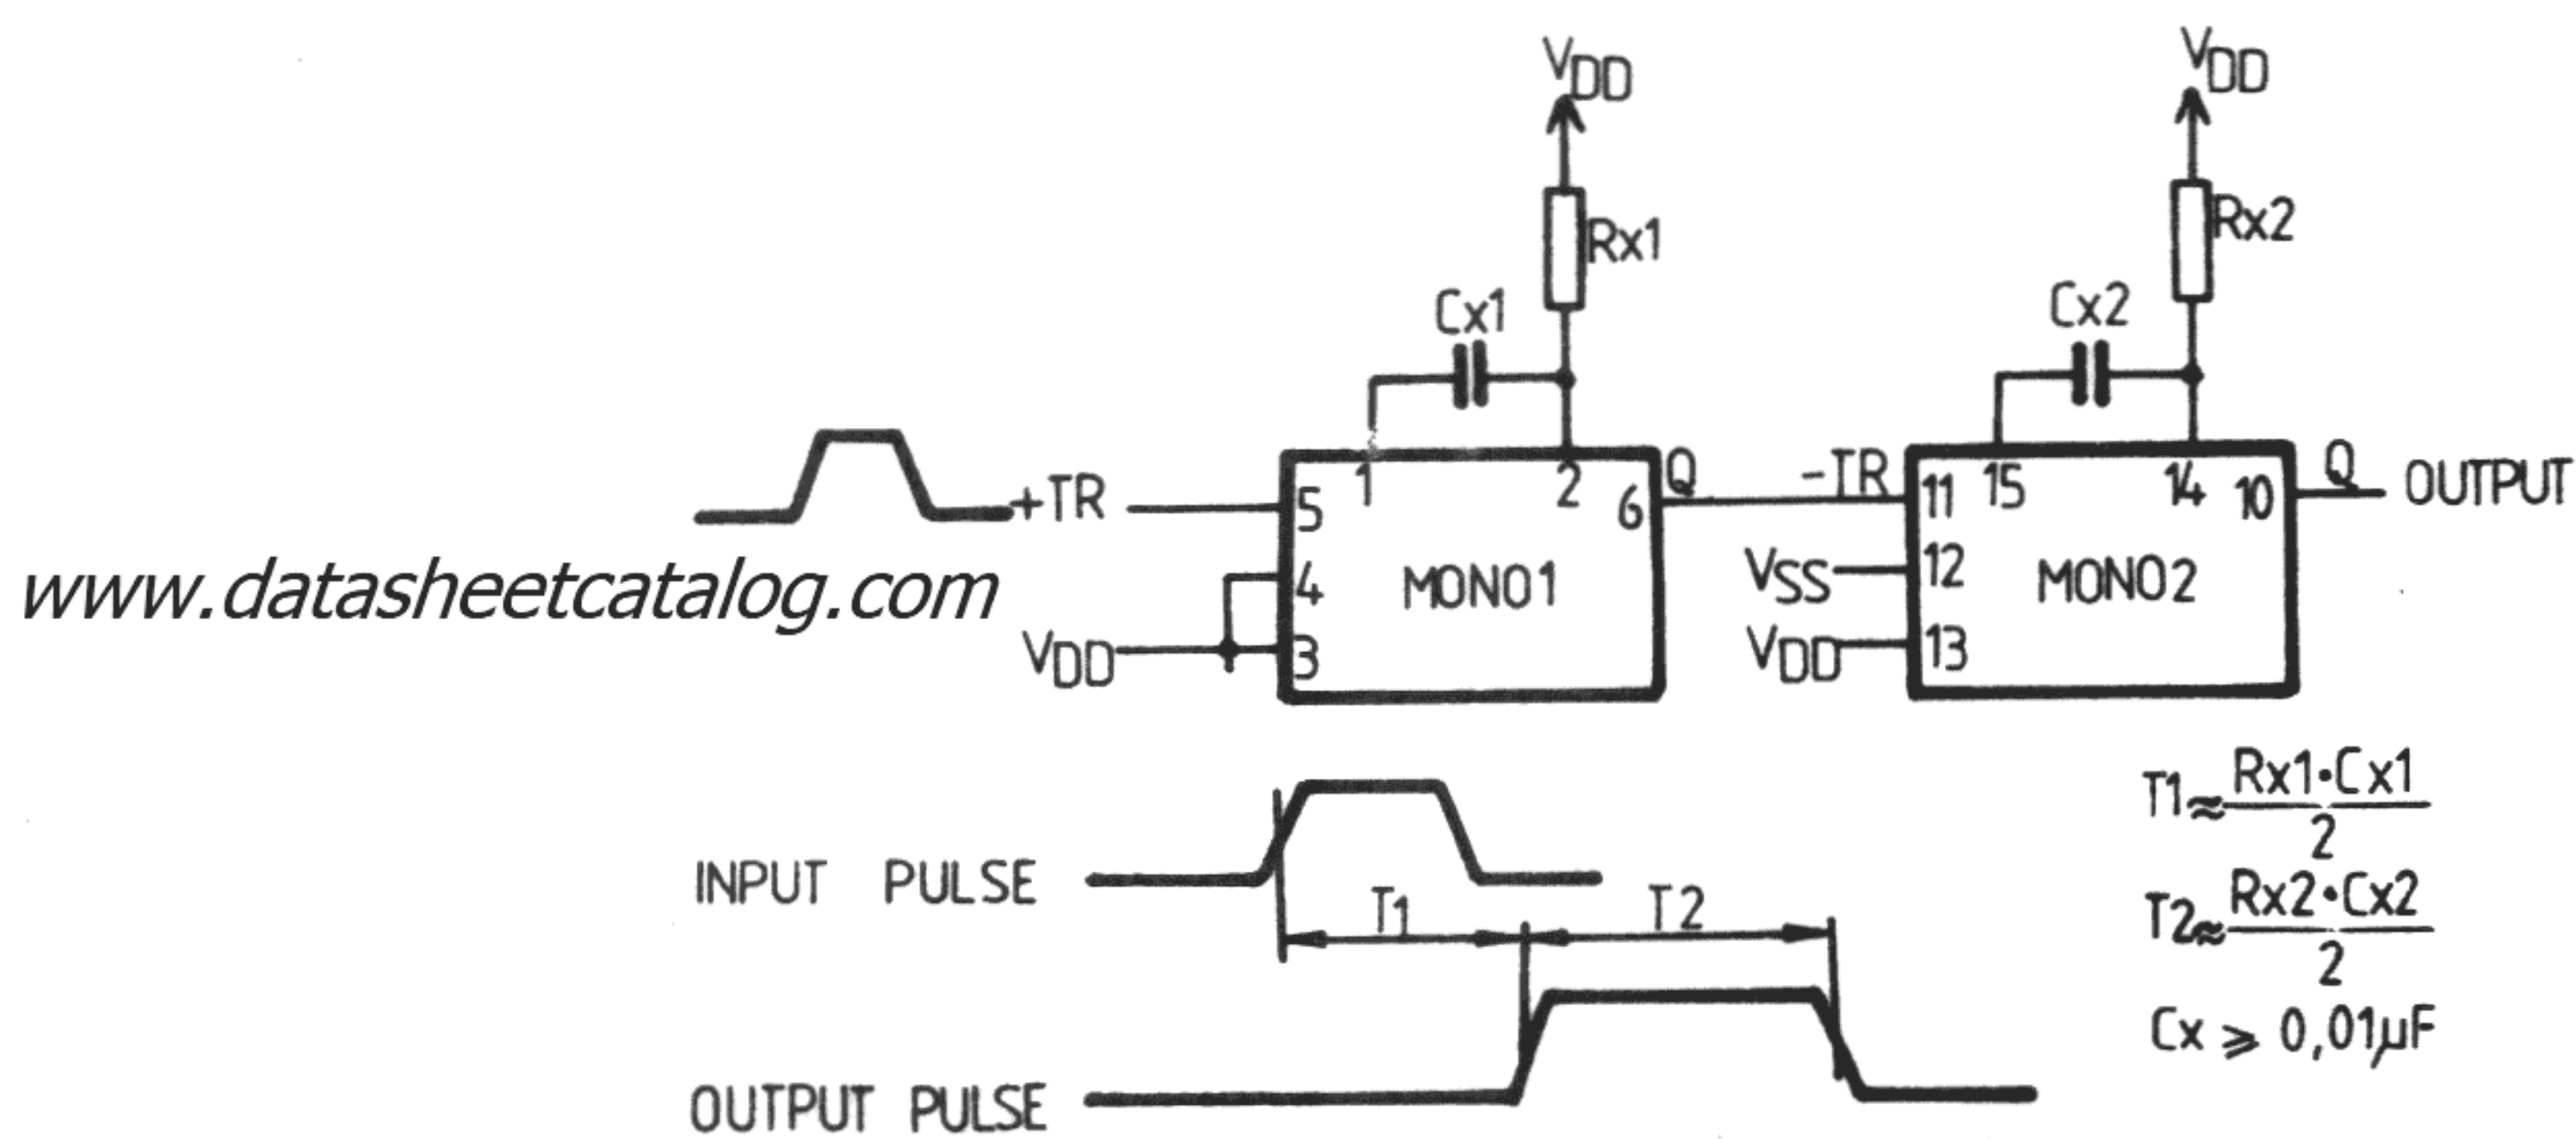 VDD
VDD
Rx1
Rx2
Cx1
Cx2
+TR
5
1
2
6
Q
-TR
11
15
14
10
Q
OUTPUT
4
MONO1
VSS
12
MONO2
www.datasheetcatalog.com
VDD
3
VDD
13
T1≈Rx1·Cx1
2
INPUT PULSE
T1
T2
T2≈Rx2·Cx2
2
Cx ⩾ 0,01µF
OUTPUT PULSE